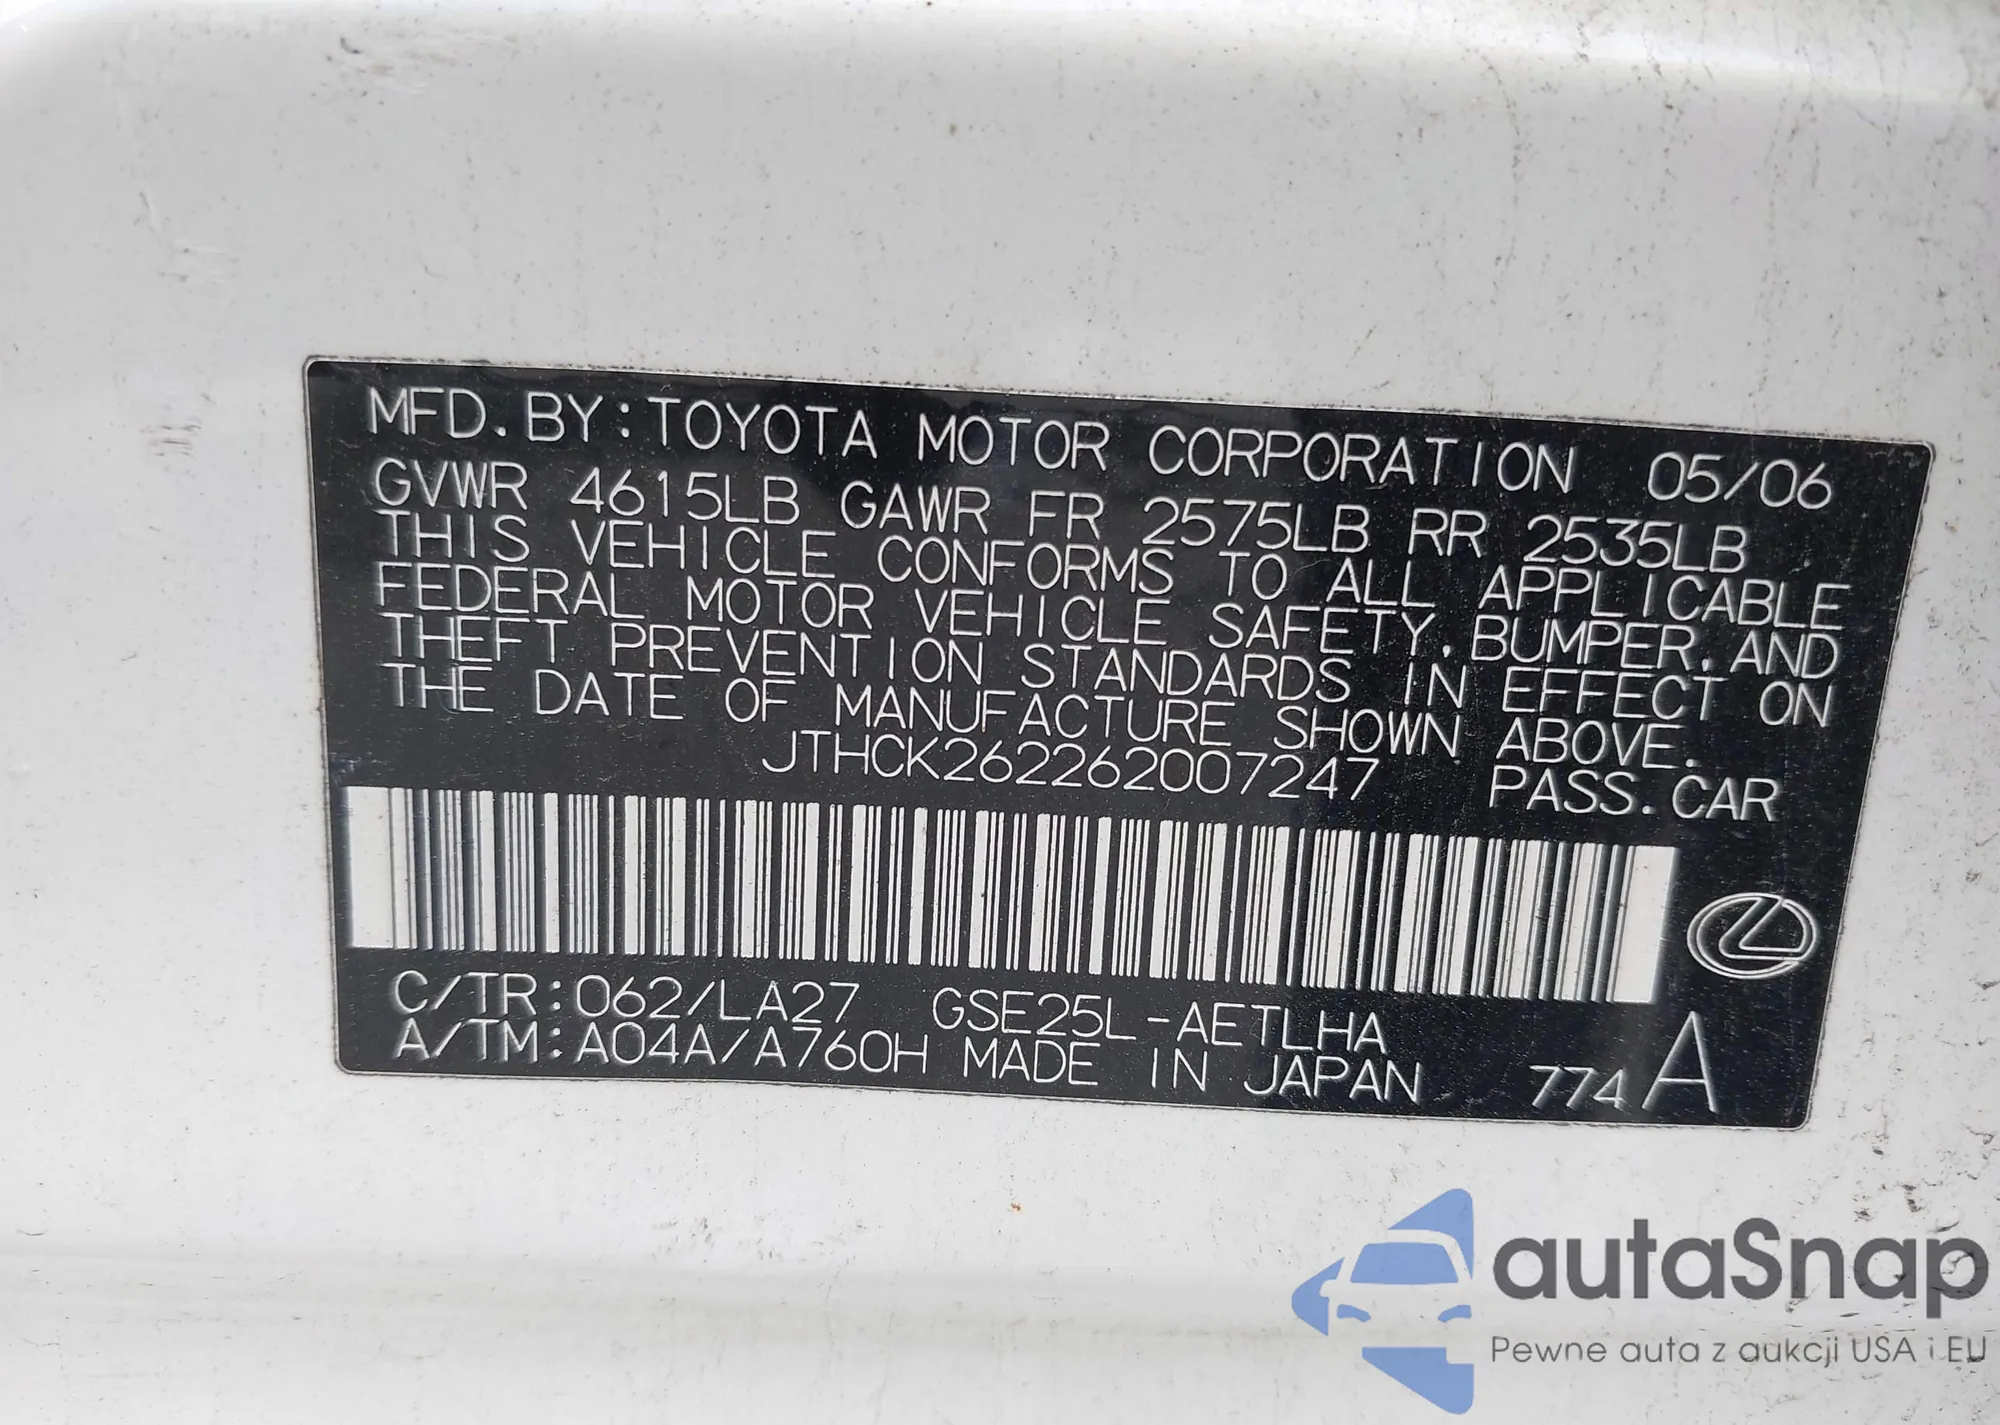 MFD. BY: TOYOTA MOTOR CORPORATION 05/06
GVWR 4615LB GAWR FR 2575LB RR 2535LB
THIS VEHICLE CONFORMS TO ALL APPLICABLE
FEDERAL MOTOR VEHICLE SAFETY, BUMPER, AND
THEFT PREVENTION STANDARDS IN EFFECT ON
THE DATE OF MANUFACTURE SHOWN ABOVE.
JTHCK262262007247 PASS. CAR
C/TR: 062/LA27 GSE25L-AETLHA
A/TM: A04A/A760H MADE IN JAPAN 774A
autaSnap
Pewne auta z aukcji USA i EU